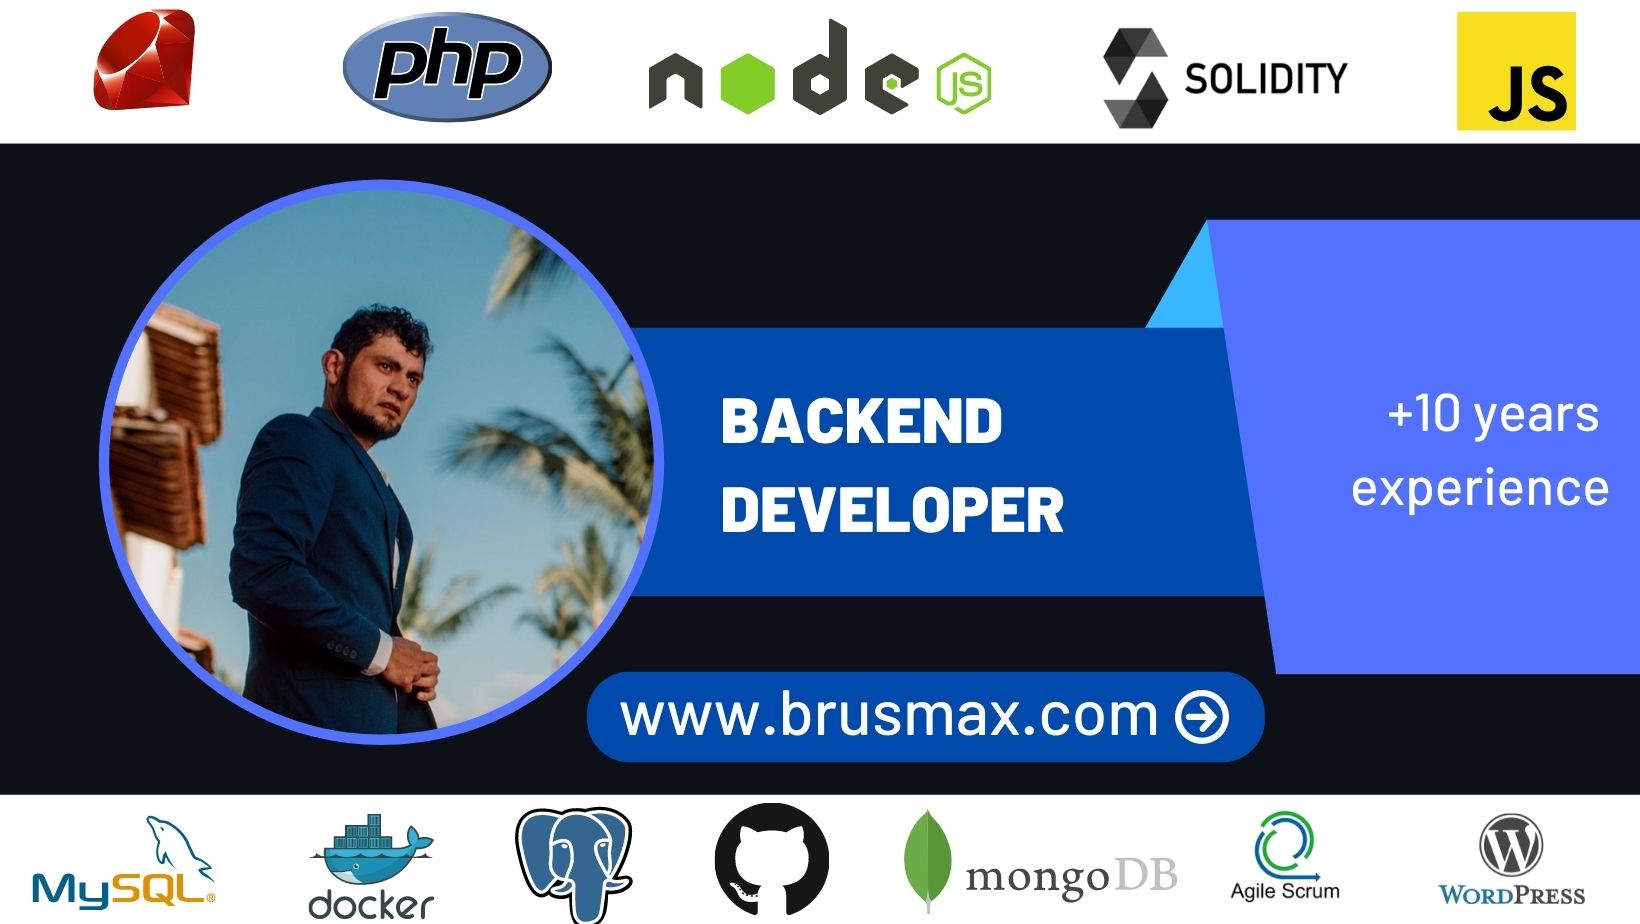 php
node
JS
SOLIDITY
JS
BACKEND
DEVELOPER
+10 years
experience
www.brusmax.com
MySQL®
docker
mongoDB
Agile Scrum
WORDPRESS